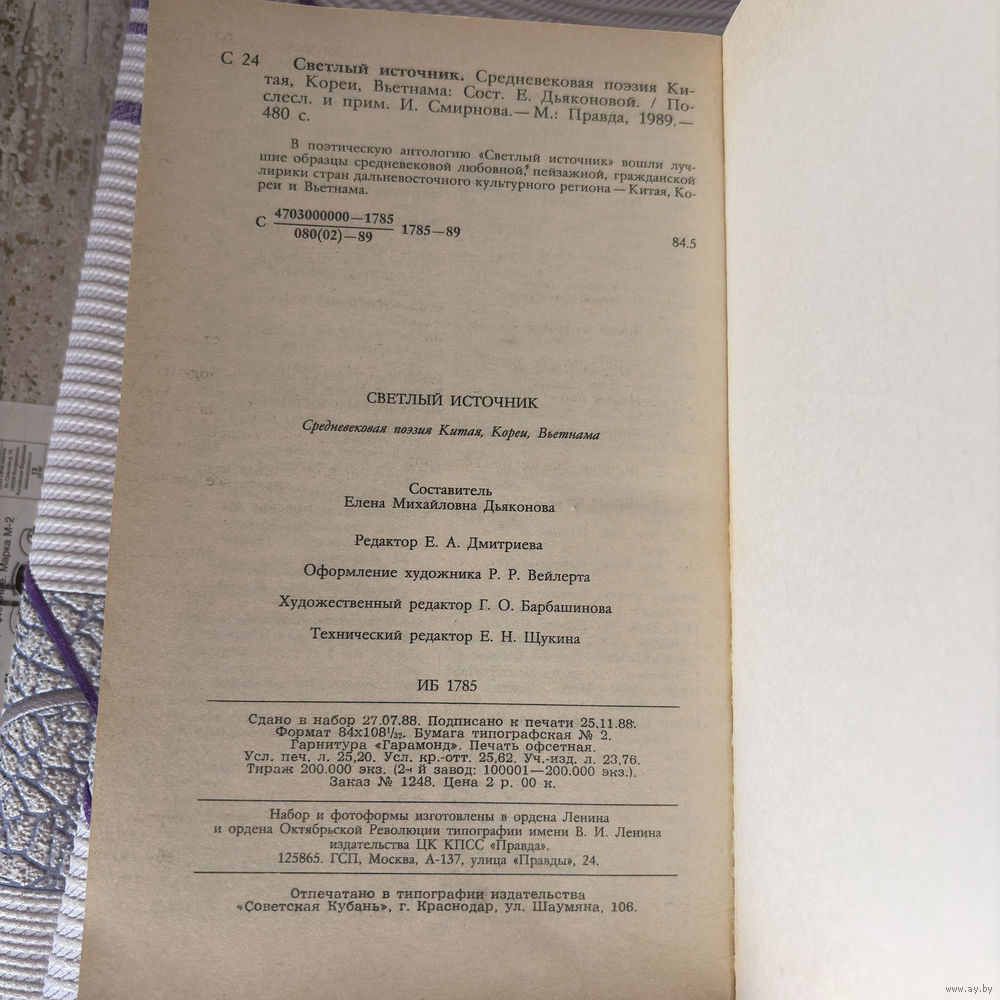 С 24 Светлый источник. Средневековая поэзия Ки-
тая, Кореи, Вьетнама: Сост. Е. Дьяконовой. / По-
слесл. и прим. И. Смирнова.— М.: Правда, 1989.—
480 с.
В поэтическую антологию «Светлый источник» вошли луч-
шие образцы средневековой любовной, пейзажной, гражданской
лирики стран дальневосточного культурного региона — Китая, Ко-
реи и Вьетнама.
С 4703000000—1785 1785—89
080(02)—89
84.5
СВЕТЛЫЙ ИСТОЧНИК
Средневековая поэзия Китая, Кореи, Вьетнама
Составитель
Елена Михайловна Дьяконова
Редактор Е. А. Дмитриева
Оформление художника Р. Р. Вейлерта
Художественный редактор Г. О. Барбашинова
Технический редактор Е. Н. Щукина
ИБ 1785
Сдано в набор 27.07.88. Подписано к печати 25.11.88.
Формат 84х108¹/₃₂. Бумага типографская № 2.
Гарнитура «Гарамонд». Печать офсетная.
Усл. печ. л. 25,20. Усл. кр.-отт. 25,62. Уч.-изд. л. 23,76.
Тираж 200.000 экз. (2-й завод: 100001—200.000 экз.).
Заказ № 1248. Цена 2 р. 00 к.
Набор и фотоформы изготовлены в ордена Ленина
и ордена Октябрьской Революции типографии имени В. И. Ленина
издательства ЦК КПСС «Правда».
125865. ГСП, Москва, А-137, улица «Правды», 24.
Отпечатано в типографии издательства
«Советская Кубань», г. Краснодар, ул. Шаумяна, 106.
Марка М-2
www.ay.by